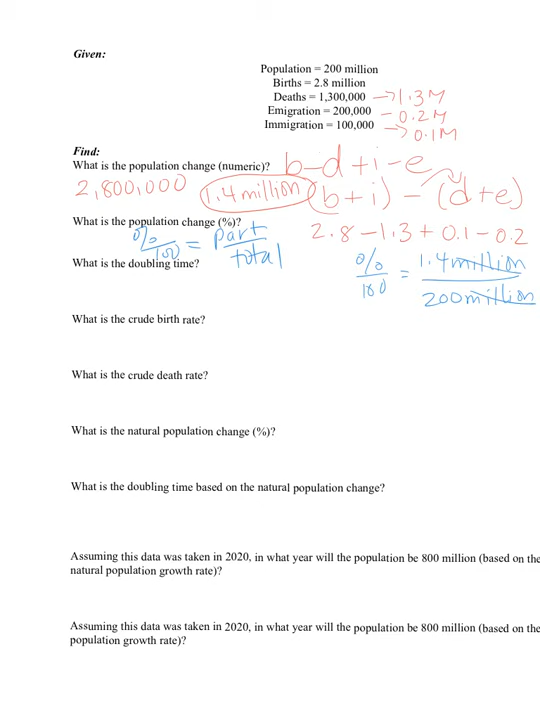 Given:
Population = 200 million
Births = 2.8 million
Deaths = 1,300,000 → 1.3M
Emigration = 200,000 – 0.2M
Immigration = 100,000 → 0.1M
Find:
What is the population change (numeric)? b-d+i-e
2,800,000 1.4 million (b+i) - (d+e)
What is the population change (%)? 2.8-1.3+0.1-0.2
%/100 = part/total
What is the doubling time? %/100 = 1.4 million/200 million
What is the crude birth rate?
What is the crude death rate?
What is the natural population change (%)?
What is the doubling time based on the natural population change?
Assuming this data was taken in 2020, in what year will the population be 800 million (based on the
natural population growth rate)?
Assuming this data was taken in 2020, in what year will the population be 800 million (based on the
population growth rate)?